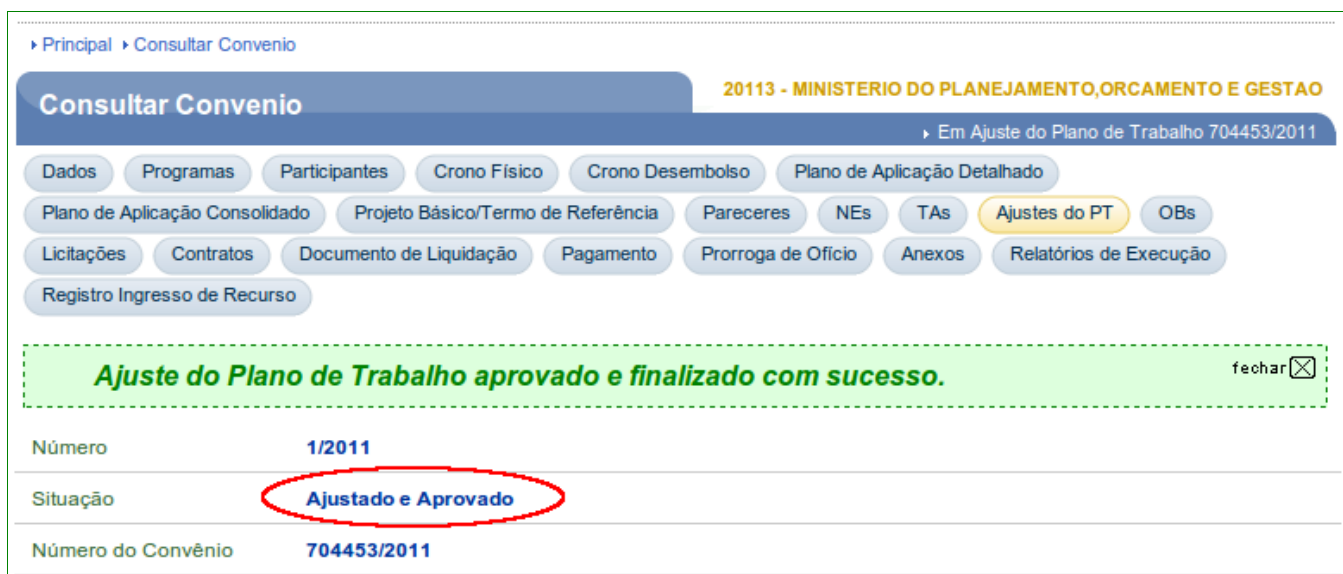 Principal Consultar Convenio
Consultar Convenio
20113 - MINISTERIO DO PLANEJAMENTO,ORCAMENTO E GESTAO
Em Ajuste do Plano de Trabalho 704453/2011
Dados Programas Participantes Crono Físico Crono Desembolso Plano de Aplicação Detalhado
Plano de Aplicação Consolidado Projeto Básico/Termo de Referência Pareceres NEs TAs Ajustes do PT OBs
Licitações Contratos Documento de Liquidação Pagamento Prorroga de Ofício Anexos Relatórios de Execução
Registro Ingresso de Recurso
Ajuste do Plano de Trabalho aprovado e finalizado com sucesso. fechar
Número 1/2011
Situação Ajustado e Aprovado
Número do Convênio 704453/2011